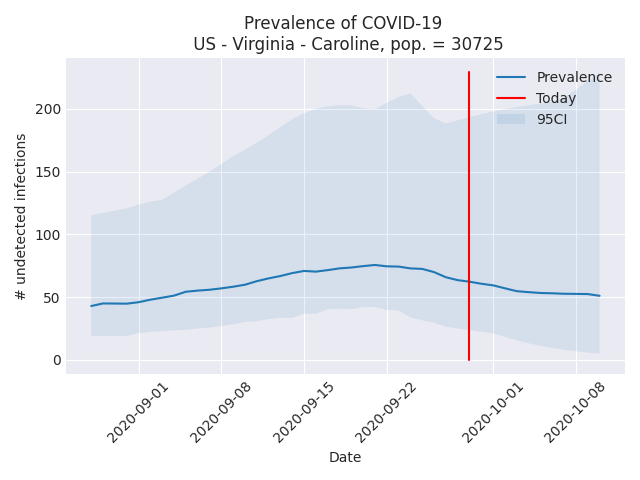 Prevalence of COVID-19
US - Virginia - Caroline, pop. = 30725
Prevalence
Today
95CI
# undetected infections
200
150
100
50
0
2020-09-01
2020-09-08
2020-09-15
2020-09-22
2020-10-01
2020-10-08
Date